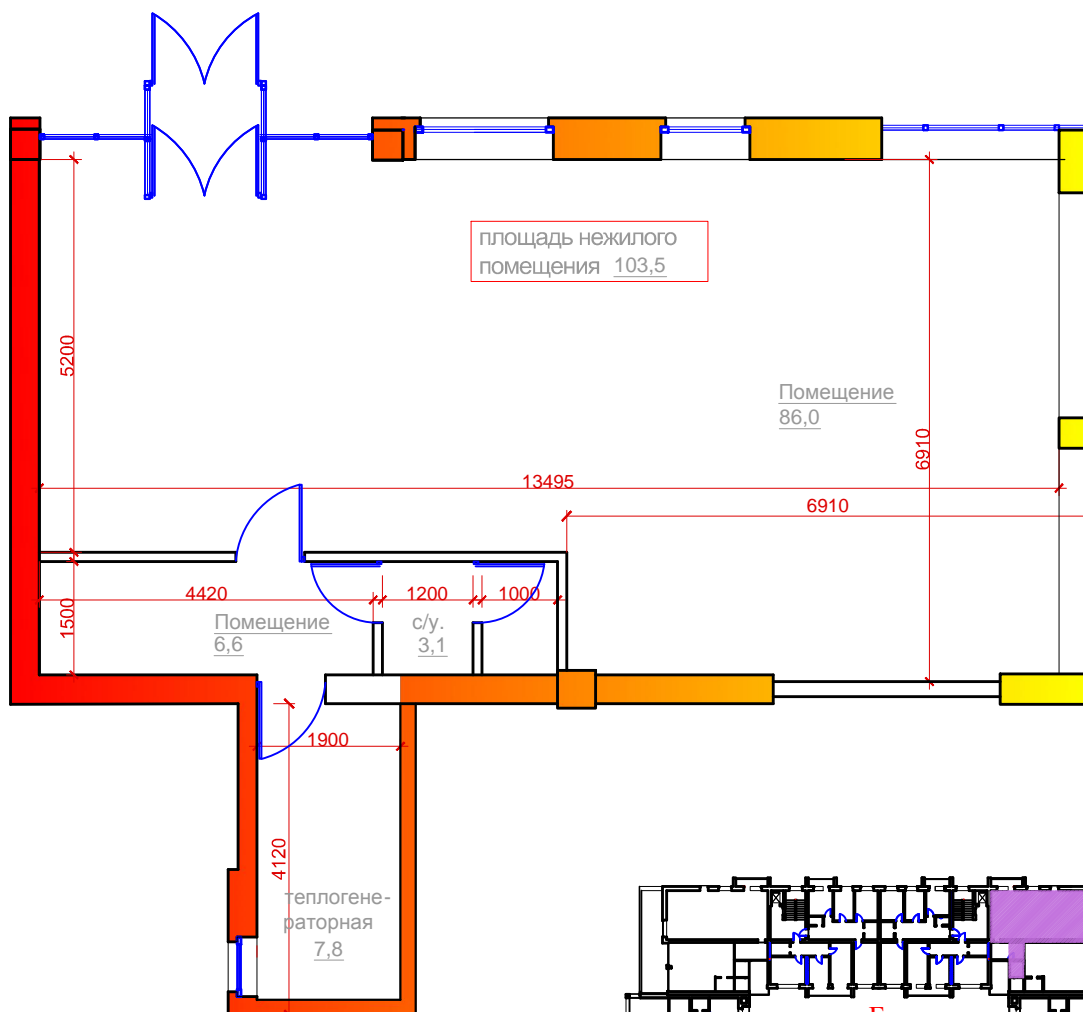 площадь нежилого
помещения 103,5
5200
Помещение
86,0
6910
13495
6910
4420
1200
1000
1500
Помещение
6,6
с/у.
3,1
1900
4120
теплогене-
раторная
7,8